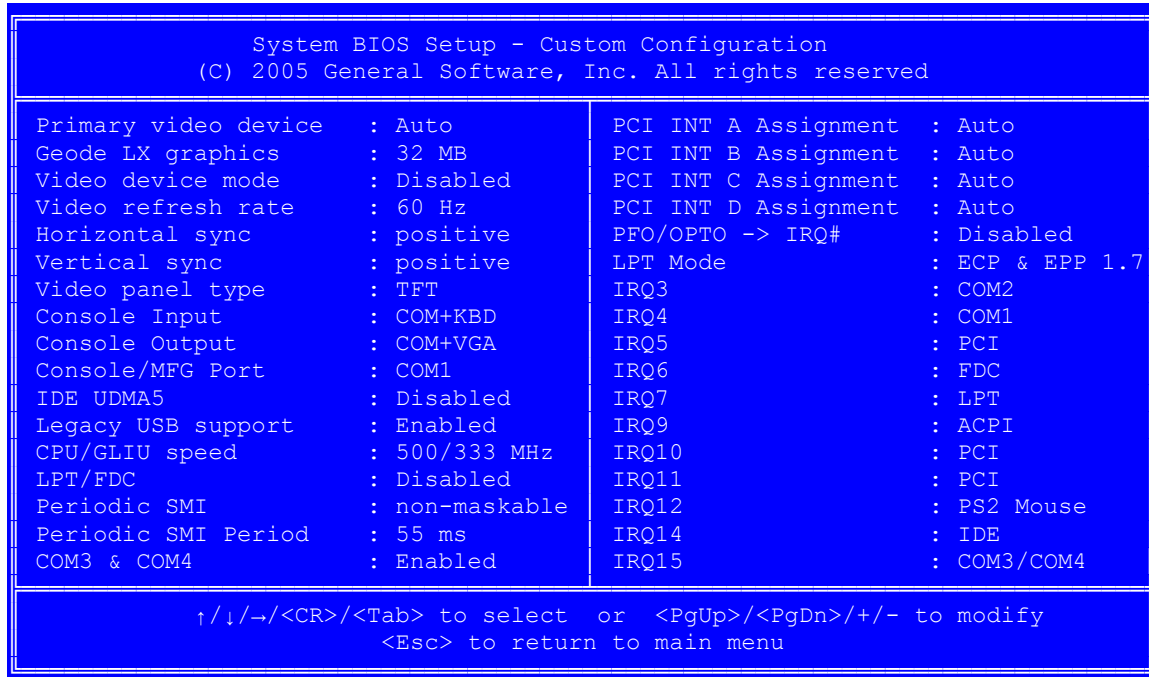 System BIOS Setup - Custom Configuration
(C) 2005 General Software, Inc. All rights reserved
Primary video device : Auto
Geode LX graphics : 32 MB
Video device mode : Disabled
Video refresh rate : 60 Hz
Horizontal sync : positive
Vertical sync : positive
Video panel type : TFT
Console Input : COM+KBD
Console Output : COM+VGA
Console/MFG Port : COM1
IDE UDMA5 : Disabled
Legacy USB support : Enabled
CPU/GLIU speed : 500/333 MHz
LPT/FDC : Disabled
Periodic SMI : non-maskable
Periodic SMI Period : 55 ms
COM3 & COM4 : Enabled
PCI INT A Assignment : Auto
PCI INT B Assignment : Auto
PCI INT C Assignment : Auto
PCI INT D Assignment : Auto
PFO/OPTO -> IRQ# : Disabled
LPT Mode : ECP & EPP 1.7
IRQ3 : COM2
IRQ4 : COM1
IRQ5 : PCI
IRQ6 : FDC
IRQ7 : LPT
IRQ9 : ACPI
IRQ10 : PCI
IRQ11 : PCI
IRQ12 : PS2 Mouse
IRQ14 : IDE
IRQ15 : COM3/COM4
↑/↓/→/<CR>/<Tab> to select or <PgUp>/<PgDn>/+/- to modify
<Esc> to return to main menu